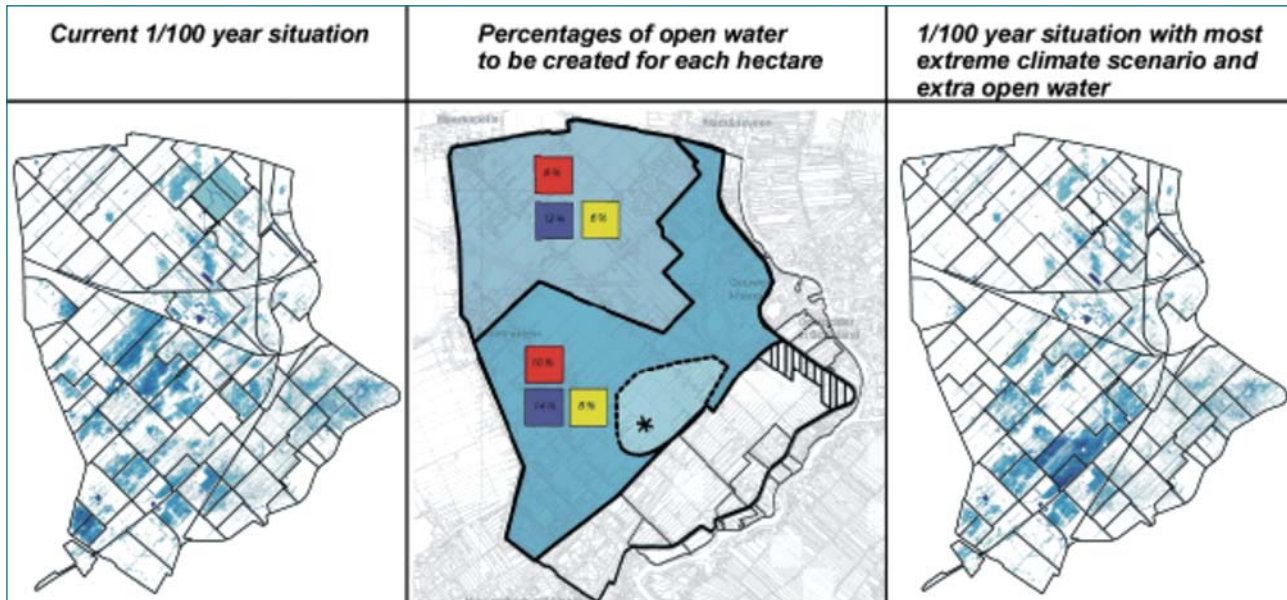 Current 1/100 year situation
Percentages of open water
to be created for each hectare
1/100 year situation with most
extreme climate scenario and
extra open water
12%
6%
10%
14%
8%
*